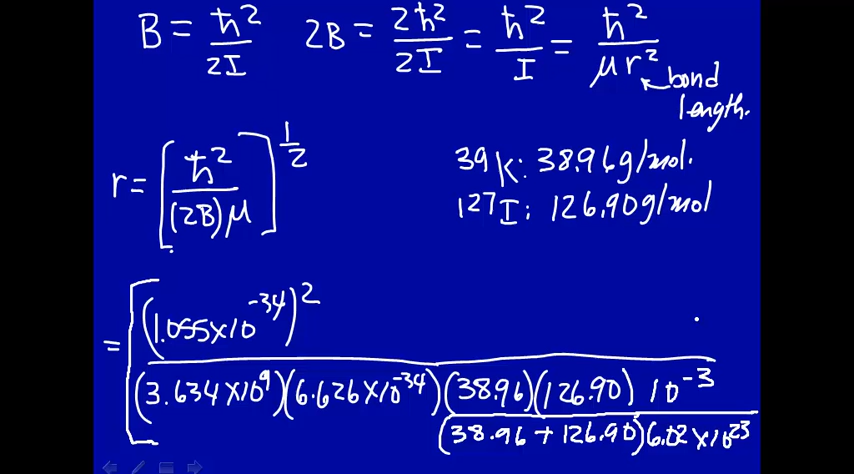 B = ħ²/2I   2B = 2ħ²/2I = ħ²/I = ħ²/μr²
bond
length.
r = [ħ²/(2B)μ]^1/2
39K: 38.96g/mol.
127I: 126.90g/mol
= [(1.055×10⁻³⁴)²
(3.634×10⁹)(6.626×10⁻³⁴)(38.96)(126.90) 10⁻³
(38.96 + 126.90)6.02×10²³